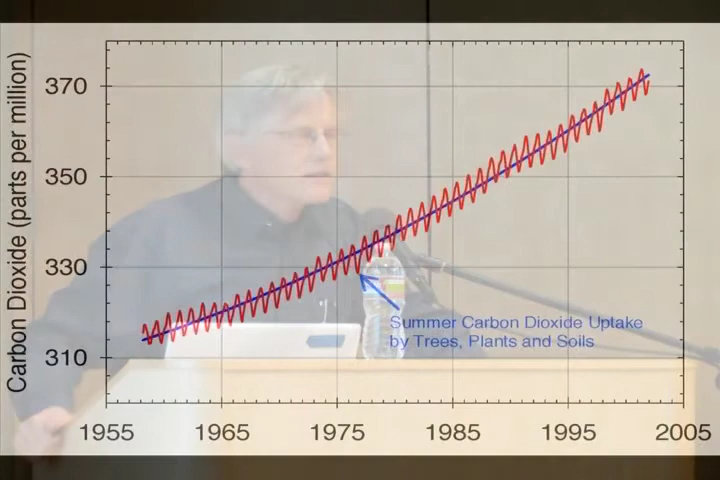 Carbon Dioxide (parts per million)
370
350
330
310
Summer Carbon Dioxide Uptake
by Trees, Plants and Soils
1955 1965 1975 1985 1995 2005